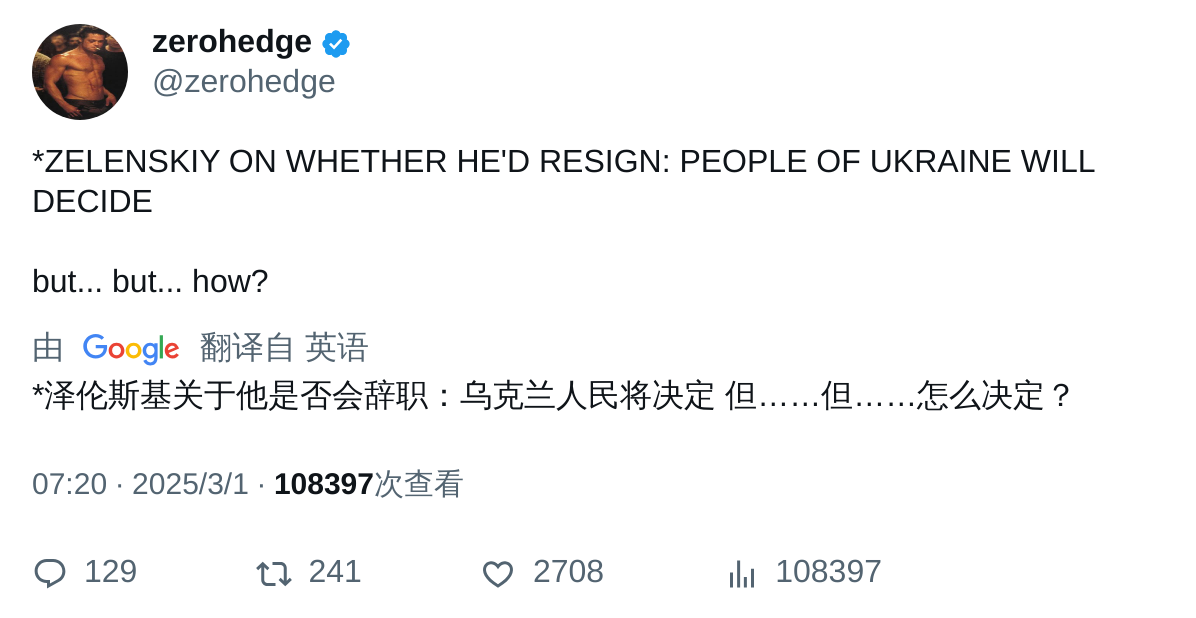 zerohedge
@zerohedge
*ZELENSKIY ON WHETHER HE'D RESIGN: PEOPLE OF UKRAINE WILL
DECIDE
but... but... how?
由 Google 翻译自 英语
*泽伦斯基关于他是否会辞职：乌克兰人民将决定 但……但……怎么决定？
07:20 · 2025/3/1 · 108397次查看
129 241 2708 108397